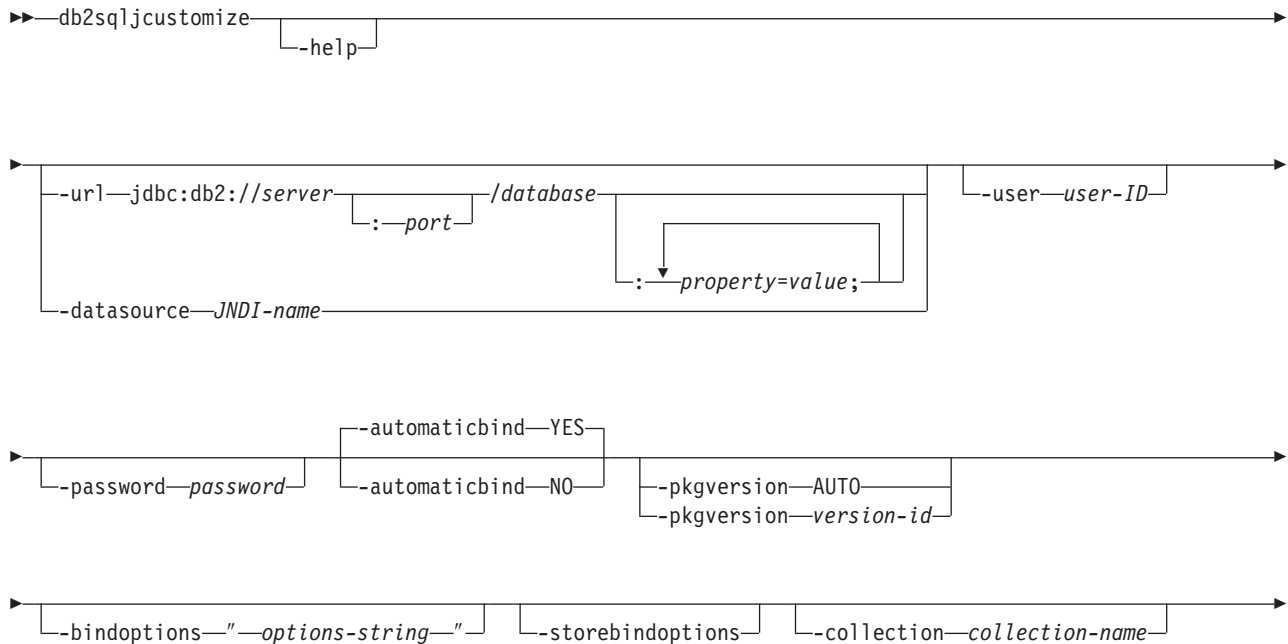 db2sqljcustomize
-help
-url jdbc:db2://server /database -user user-ID
: port
: property=value;
-datasource JNDI-name
-automaticbind YES
-password password -automaticbind NO -pkgversion AUTO
-pkgversion version-id
-bindoptions " options-string " -storebindoptions -collection collection-name